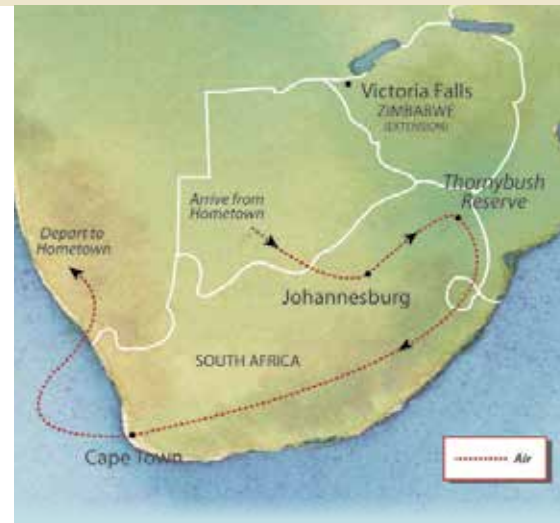 Victoria Falls
ZIMBABWE
(EXTENSION)
Thornybush
Reserve
Arrive from
Hometown
Depart to
Hometown
Johannesburg
SOUTH AFRICA
Cape Town
Air